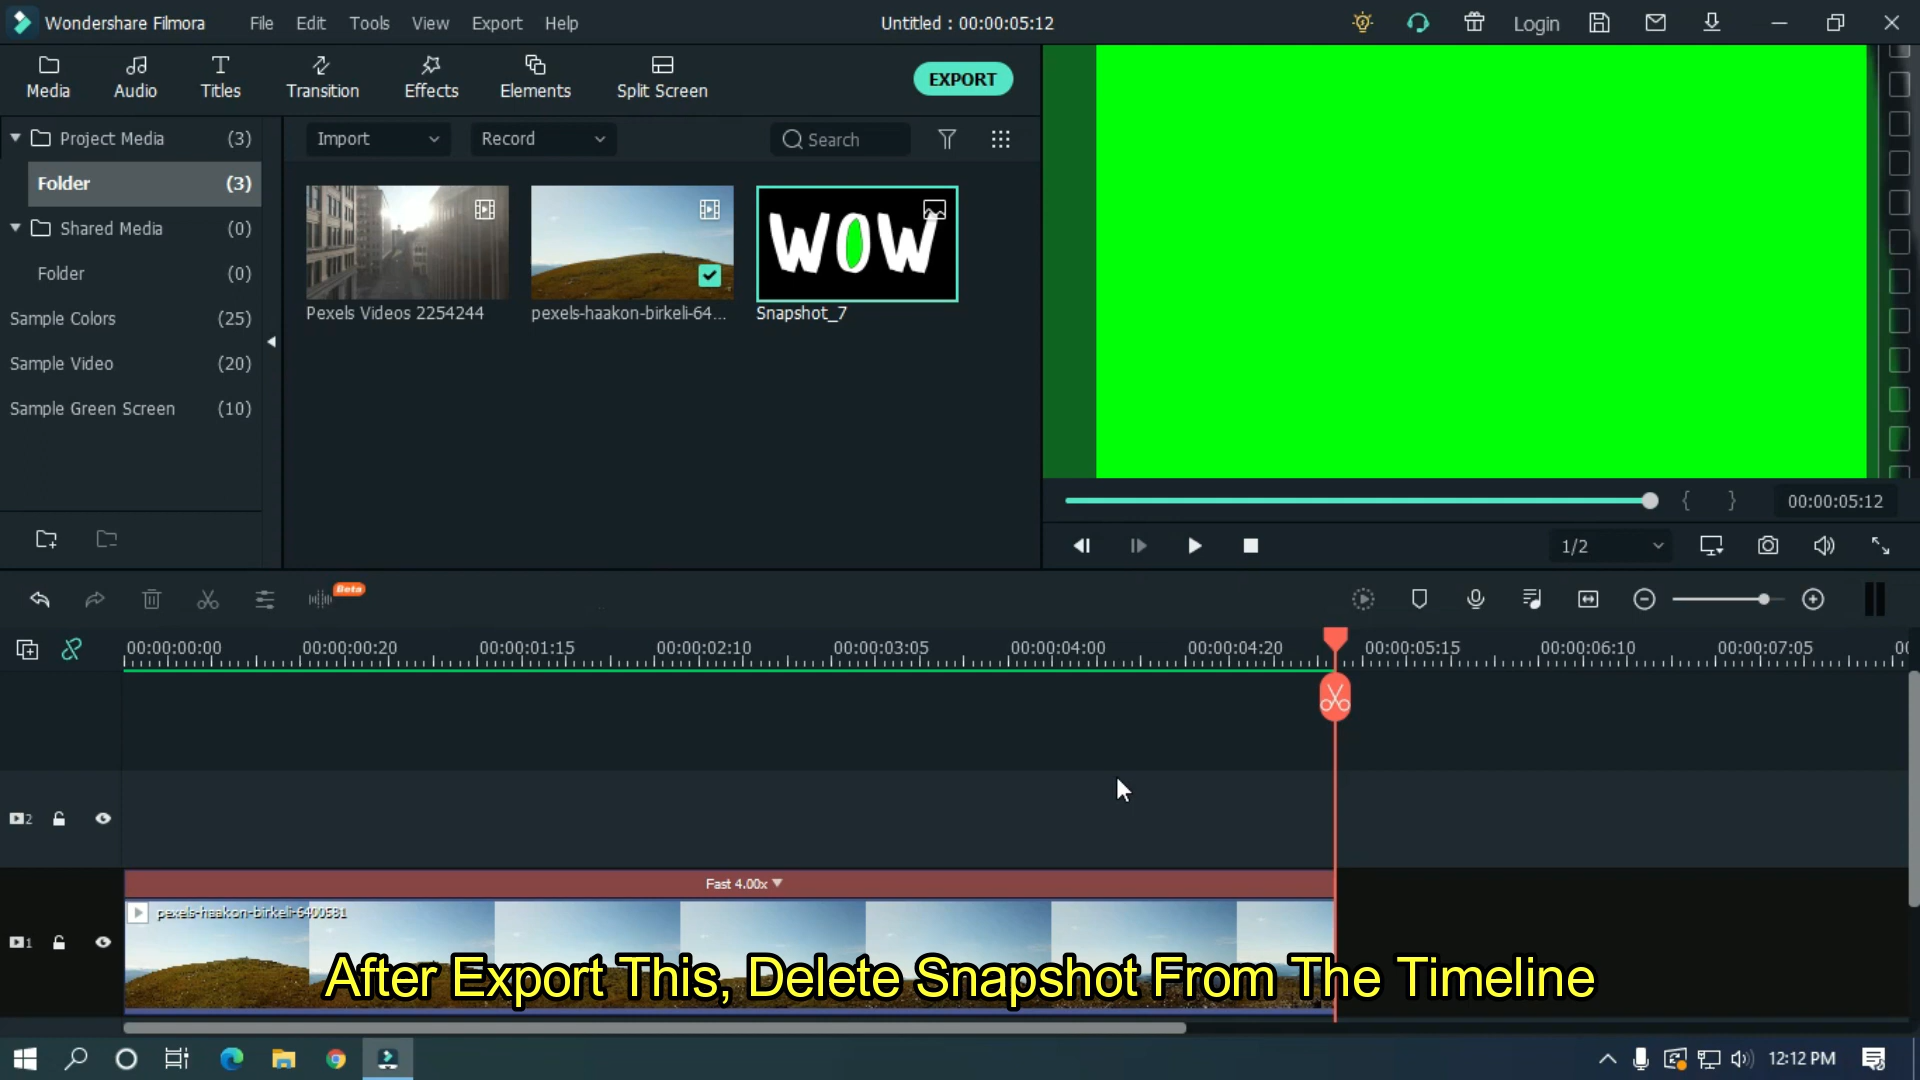 Wondershare Filmora File Edit Tools View Export Help Untitled : 00:00:05:12 Login
Media Audio Titles Transition Effects Elements Split Screen EXPORT
Project Media (3) Import Record Search
Folder (3)
Shared Media (0)
Folder (0)
Sample Colors (25)
Sample Video (20)
Sample Green Screen (10)
WOW
Pexels Videos 2254244 pexels-haakon-birkeli-64... Snapshot_7
{ } 00:00:05:12
1/2
Beta
00:00:00:00 00:00:00:20 00:00:01:15 00:00:02:10 00:00:03:05 00:00:04:00 00:00:04:20 00:00:05:15 00:00:06:10 00:00:07:05
2
Fast 4.00x
pexels-haakon-birkeli-6400581
1
After Export This, Delete Snapshot From The Timeline
12:12 PM